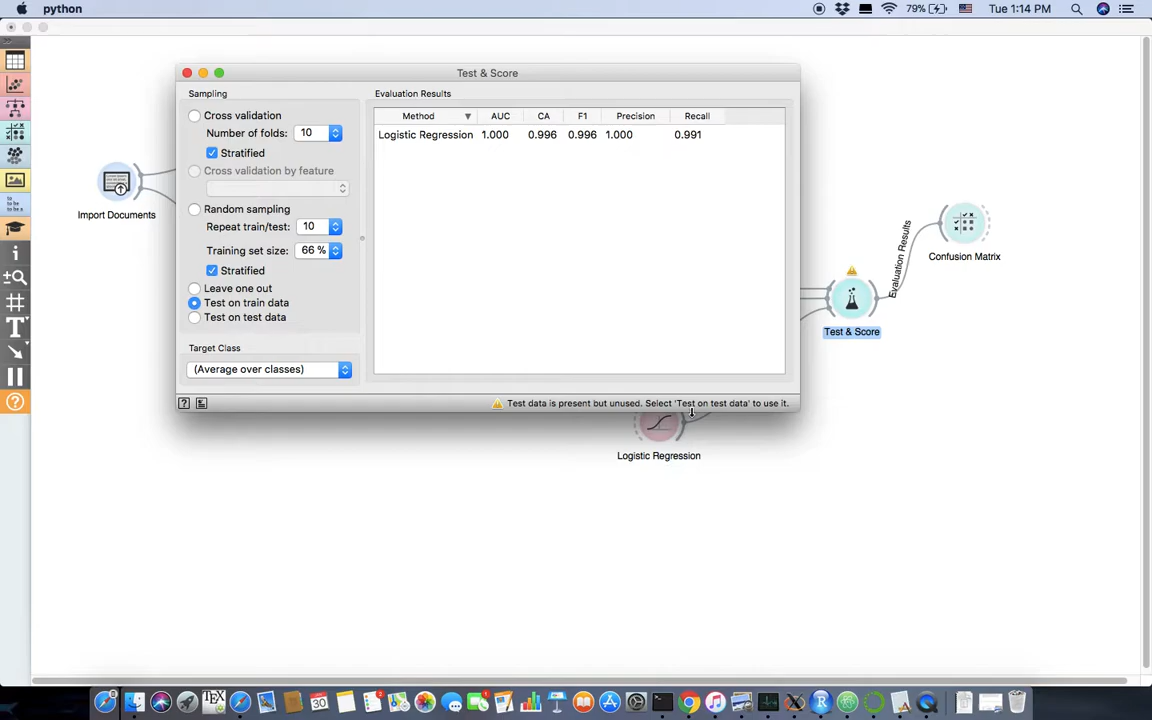 python
79%
Tue 1:14 PM
Test & Score
Sampling
Evaluation Results
Cross validation
Number of folds: 10
Stratified
Cross validation by feature
Random sampling
Repeat train/test: 10
Training set size: 66 %
Stratified
Leave one out
Test on train data
Test on test data
Target Class
(Average over classes)
Method AUC CA F1 Precision Recall
Logistic Regression 1.000 0.996 0.996 1.000 0.991
Test data is present but unused. Select 'Test on test data' to use it.
Import Documents
Evaluation Results
Confusion Matrix
Test & Score
Logistic Regression